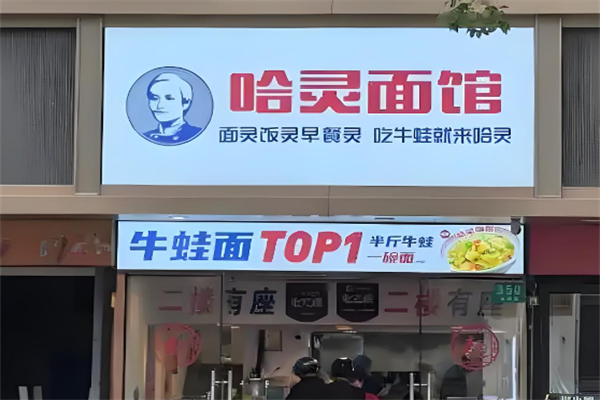 哈灵面馆
面灵饭灵早餐灵 吃牛蛙就来哈灵
牛蛙面TOP1 半斤牛蛙
一碗面
二楼有座 二楼有座
350